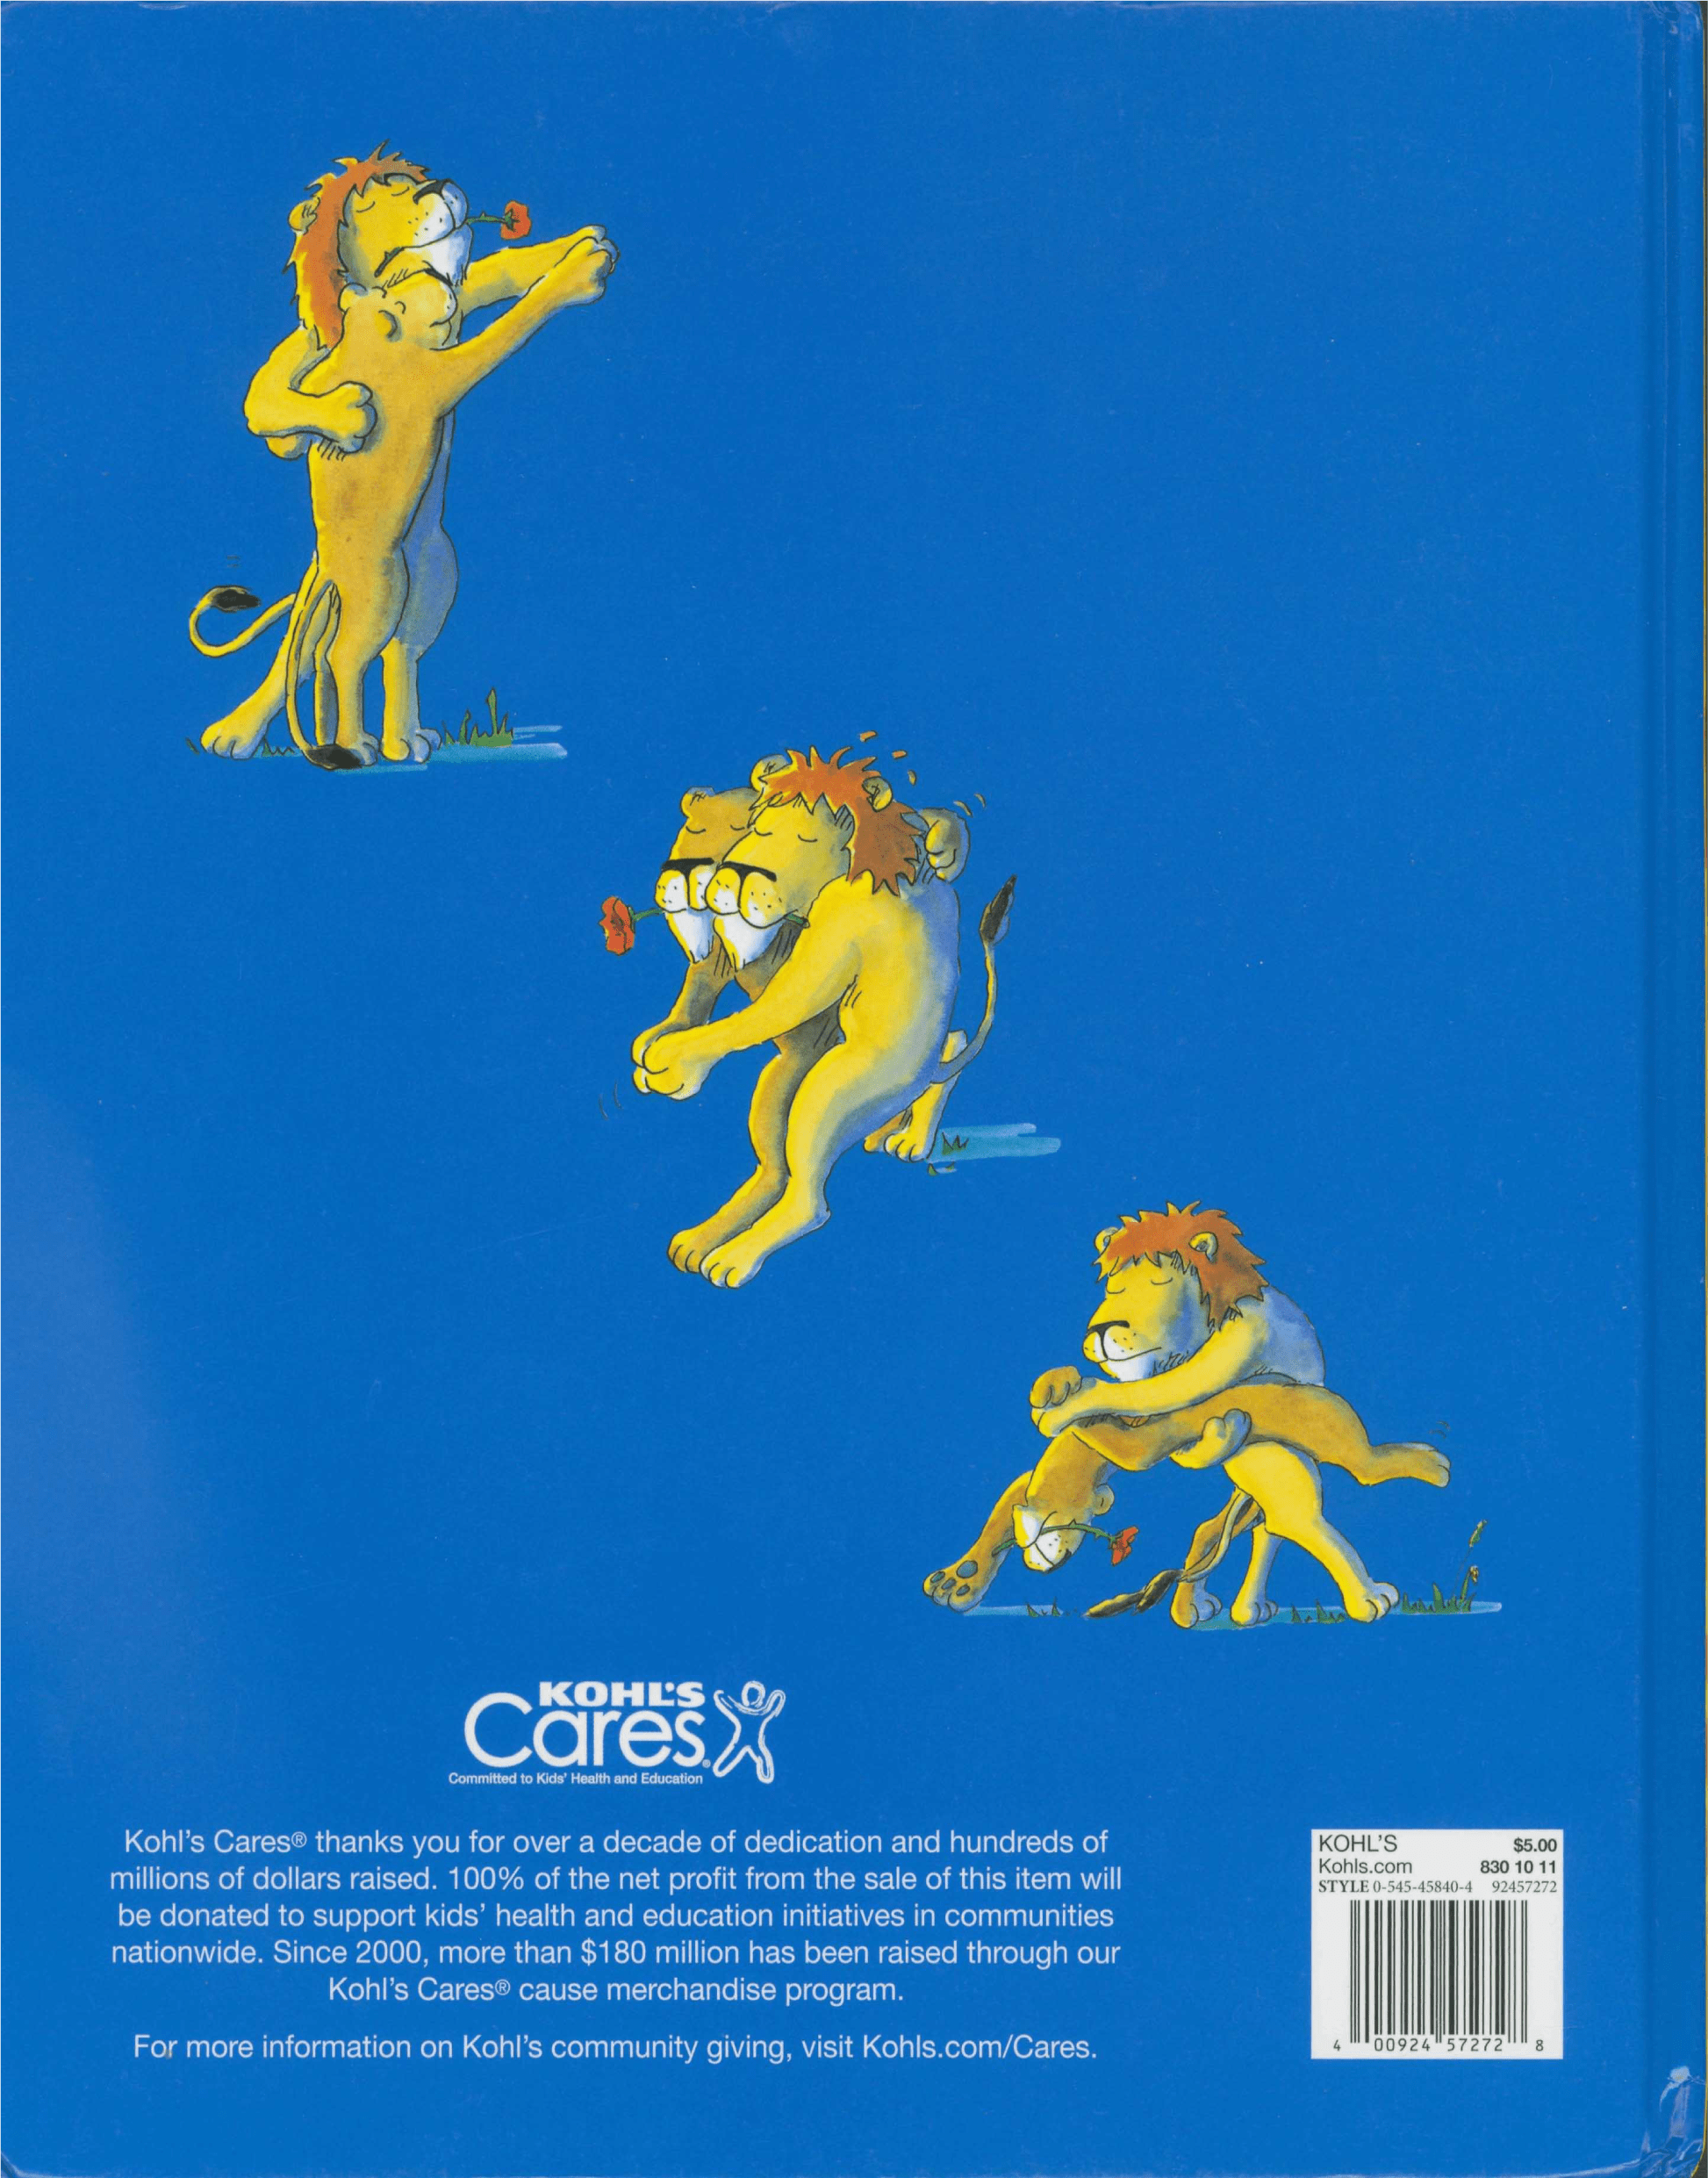 KOHL'S
Cares®
Committed to Kids' Health and Education
Kohl's Cares® thanks you for over a decade of dedication and hundreds of
millions of dollars raised. 100% of the net profit from the sale of this item will
be donated to support kids' health and education initiatives in communities
nationwide. Since 2000, more than $180 million has been raised through our
Kohl's Cares® cause merchandise program.
For more information on Kohl's community giving, visit Kohls.com/Cares.
KOHL'S $5.00
Kohls.com 830 10 11
STYLE 0-545-45840-4 92457272
4 00924 57272 8